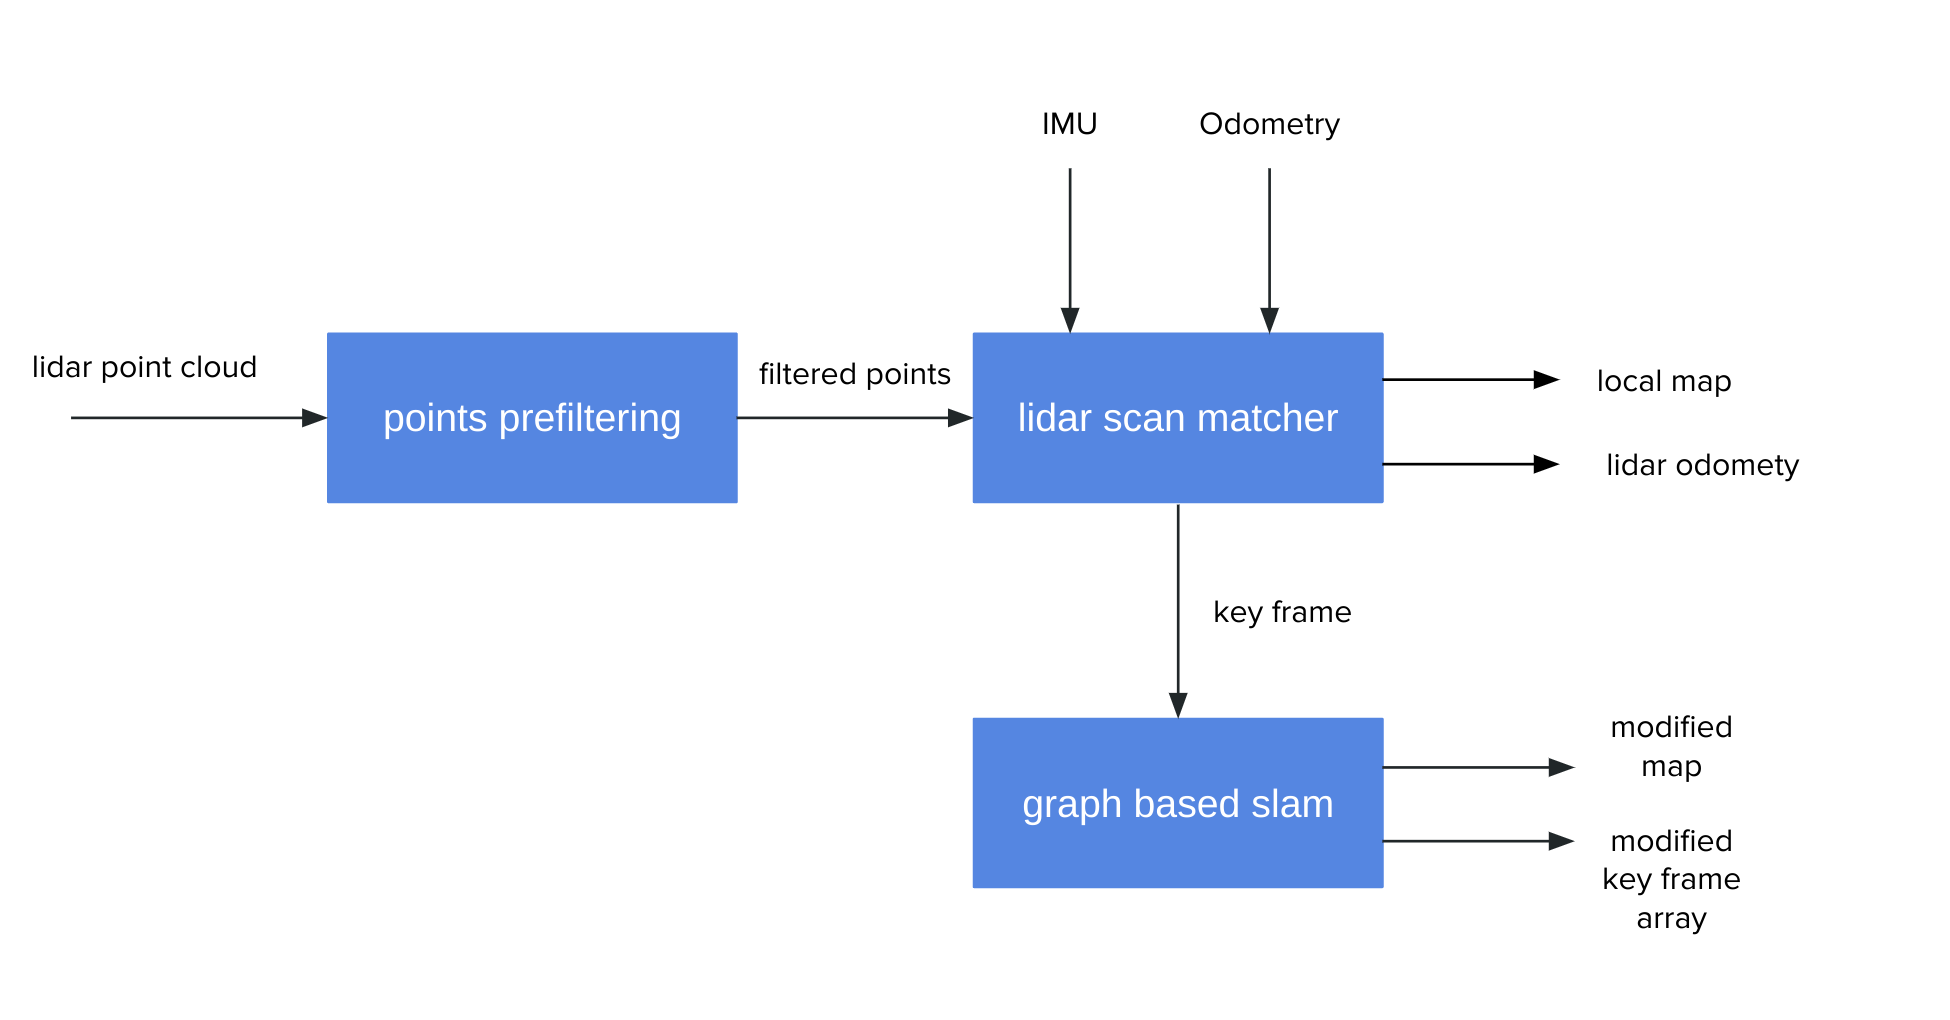 IMU
Odometry
lidar point cloud
points prefiltering
filtered points
lidar scan matcher
local map
lidar odomety
key frame
graph based slam
modified
map
modified
key frame
array